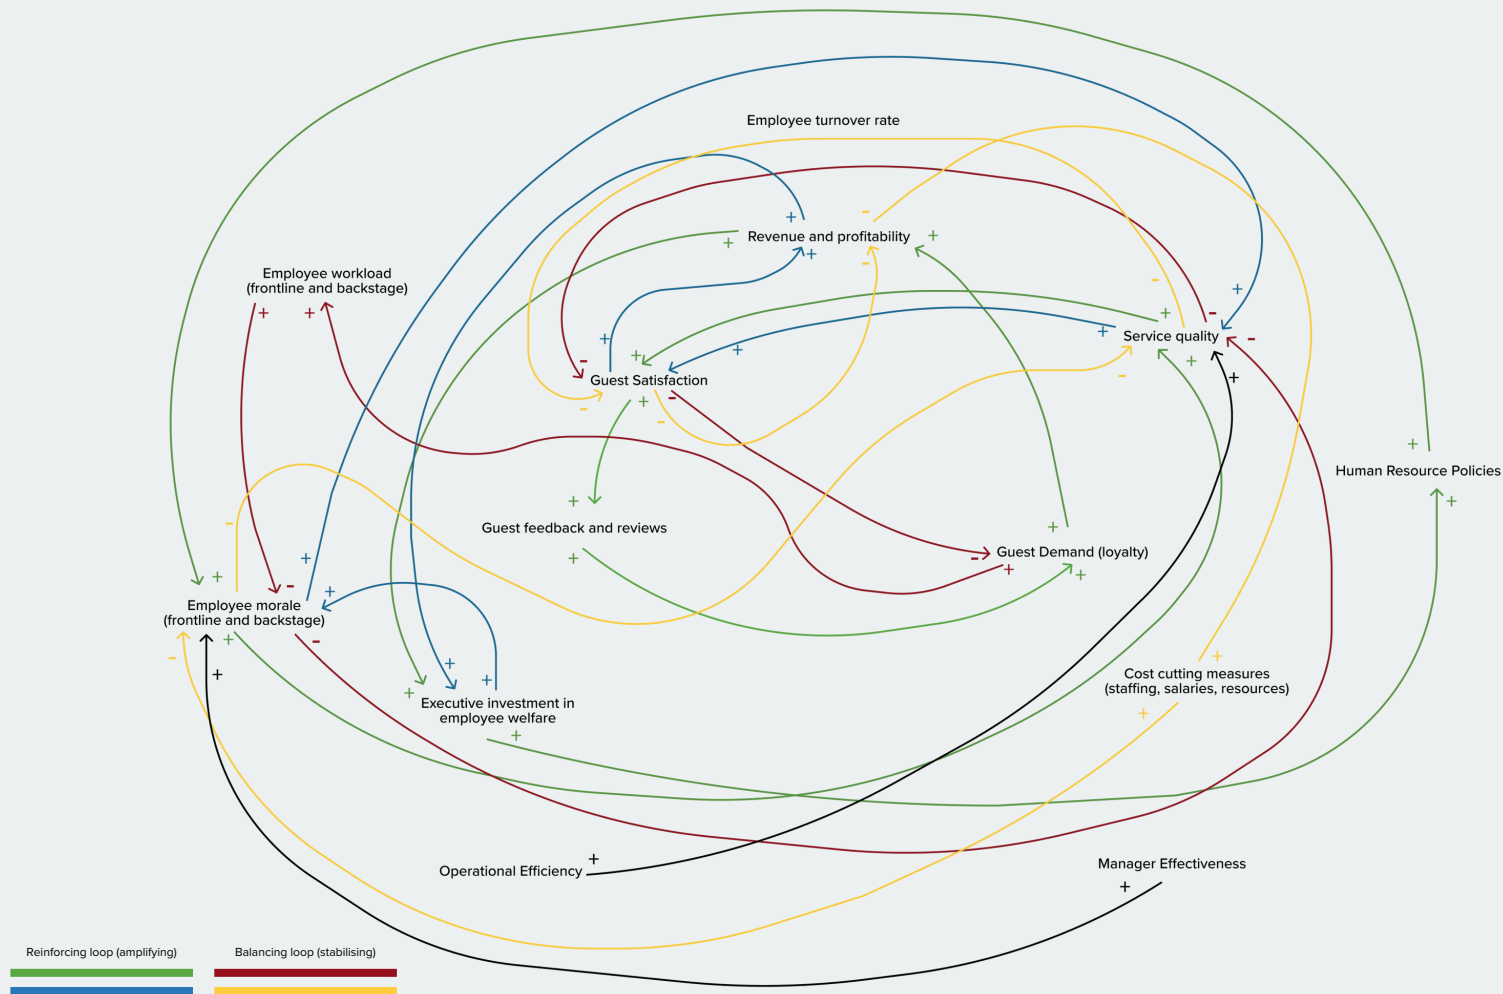 Employee turnover rate
Revenue and profitability
Employee workload
(frontline and backstage)
Service quality
Guest Satisfaction
Human Resource Policies
Guest feedback and reviews
Guest Demand (loyalty)
Employee morale
(frontline and backstage)
Cost cutting measures
(staffing, salaries, resources)
Executive investment in
employee welfare
Operational Efficiency
Manager Effectiveness
Reinforcing loop (amplifying)
Balancing loop (stabilising)